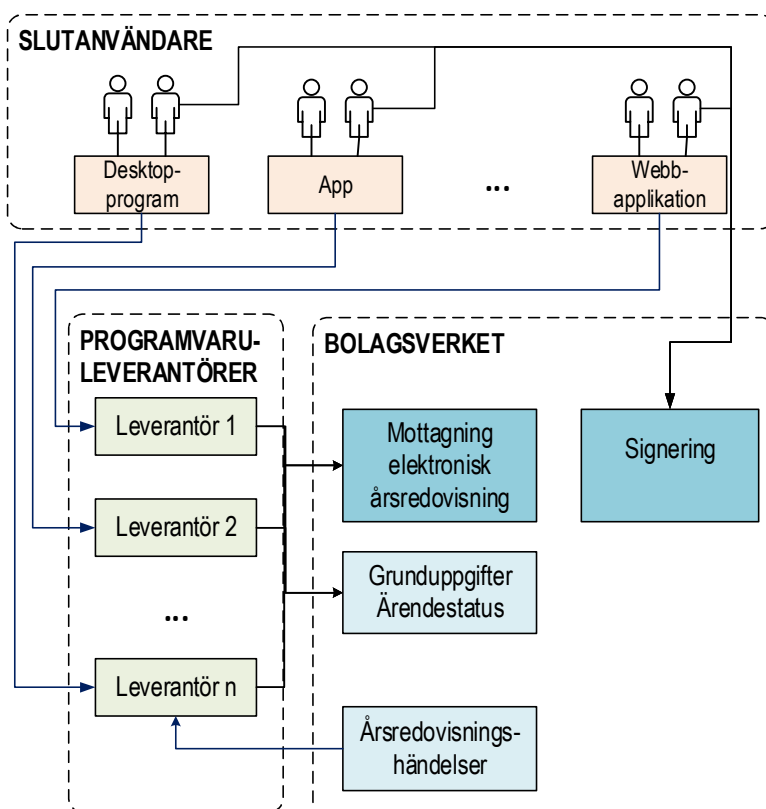 SLUTANVÄNDARE
Desktop-
program
App
...
Webb-
applikation
PROGRAMVARU-
LEVERANTÖRER
Leverantör 1
Leverantör 2
...
Leverantör n
BOLAGSVERKET
Mottagning
elektronisk
årsredovisning
Signering
Grunduppgifter
Ärendestatus
Årsredovisnings-
händelser